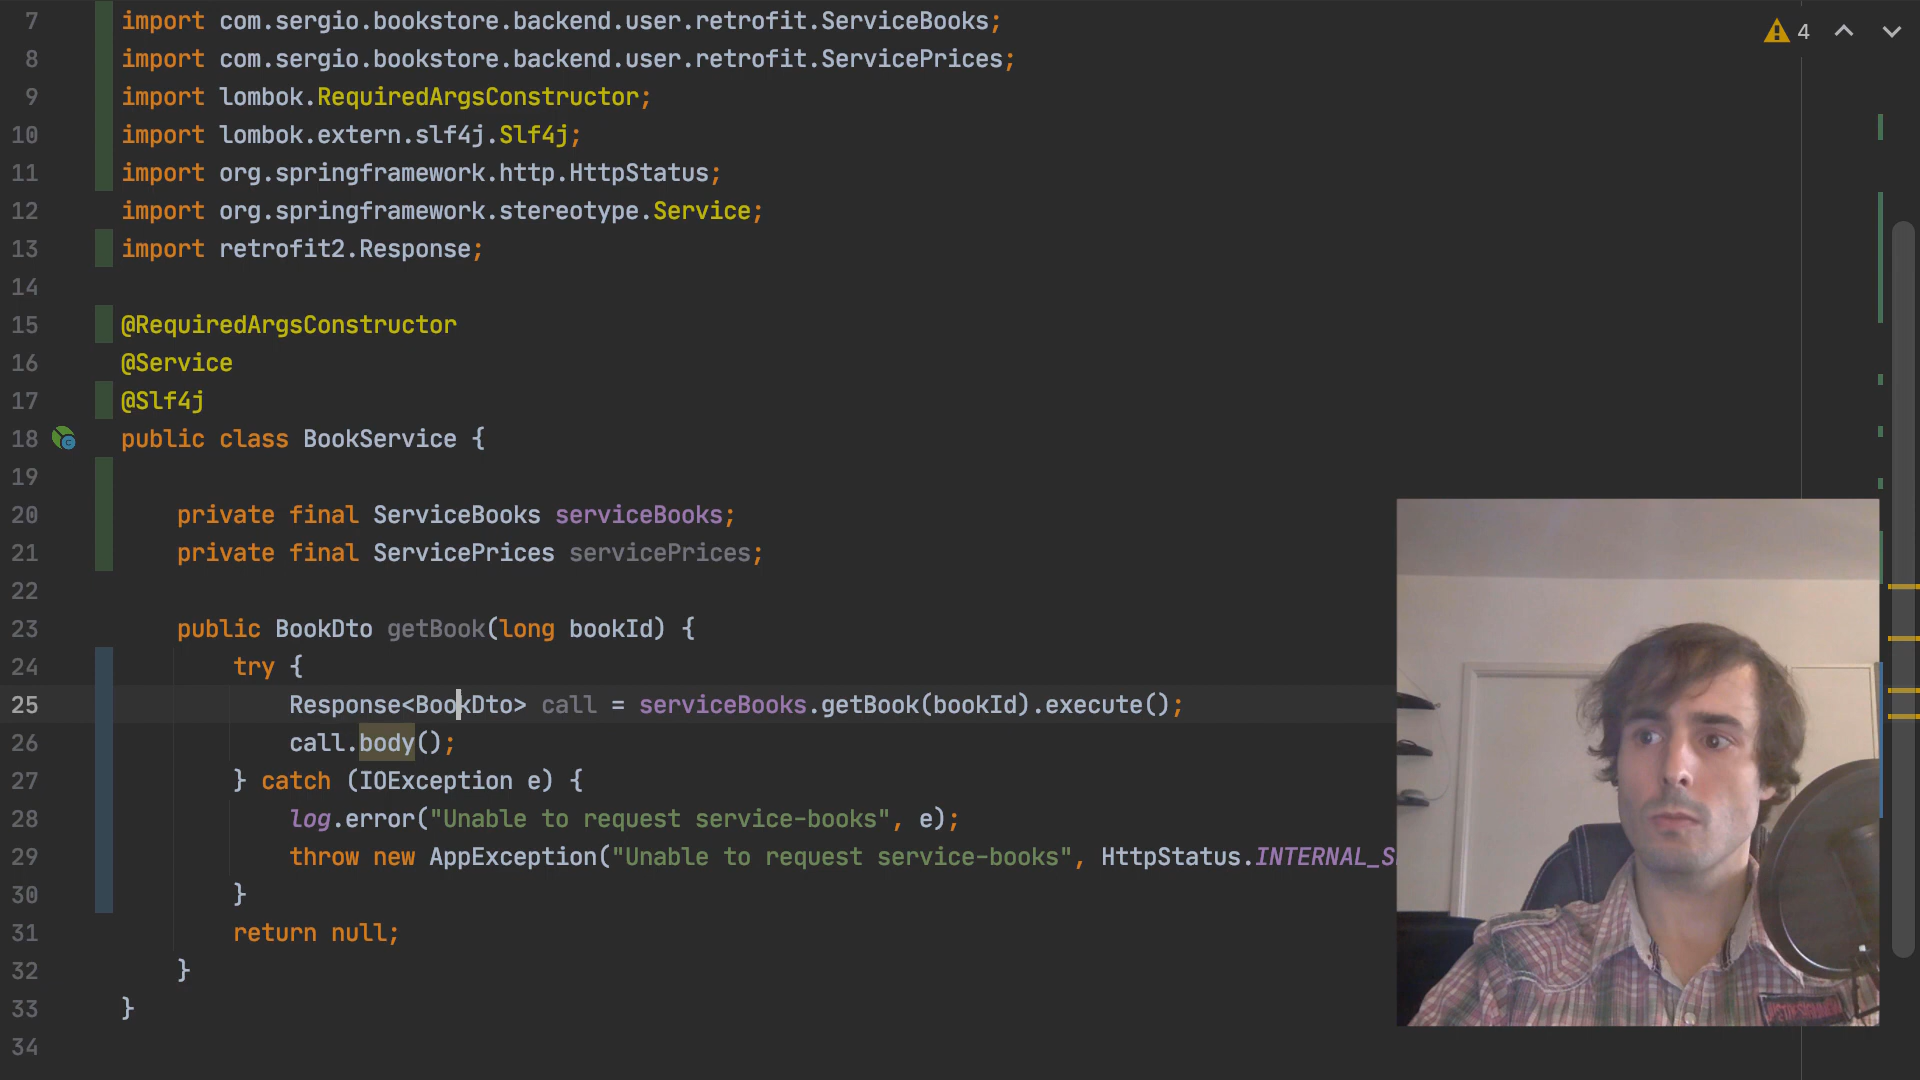 7 import com.sergio.bookstore.backend.user.retrofit.ServiceBooks;
4
8 import com.sergio.bookstore.backend.user.retrofit.ServicePrices;
9 import lombok.RequiredArgsConstructor;
10 import lombok.extern.slf4j.Slf4j;
11 import org.springframework.http.HttpStatus;
12 import org.springframework.stereotype.Service;
13 import retrofit2.Response;
14
15 @RequiredArgsConstructor
16 @Service
17 @Slf4j
18 public class BookService {
19
20 private final ServiceBooks serviceBooks;
21 private final ServicePrices servicePrices;
22
23 public BookDto getBook(long bookId) {
24 try {
25 Response<BookDto> call = serviceBooks.getBook(bookId).execute();
26 call.body();
27 } catch (IOException e) {
28 log.error("Unable to request service-books", e);
29 throw new AppException("Unable to request service-books", HttpStatus.INTERNAL_S
30 }
31 return null;
32 }
33 }
34